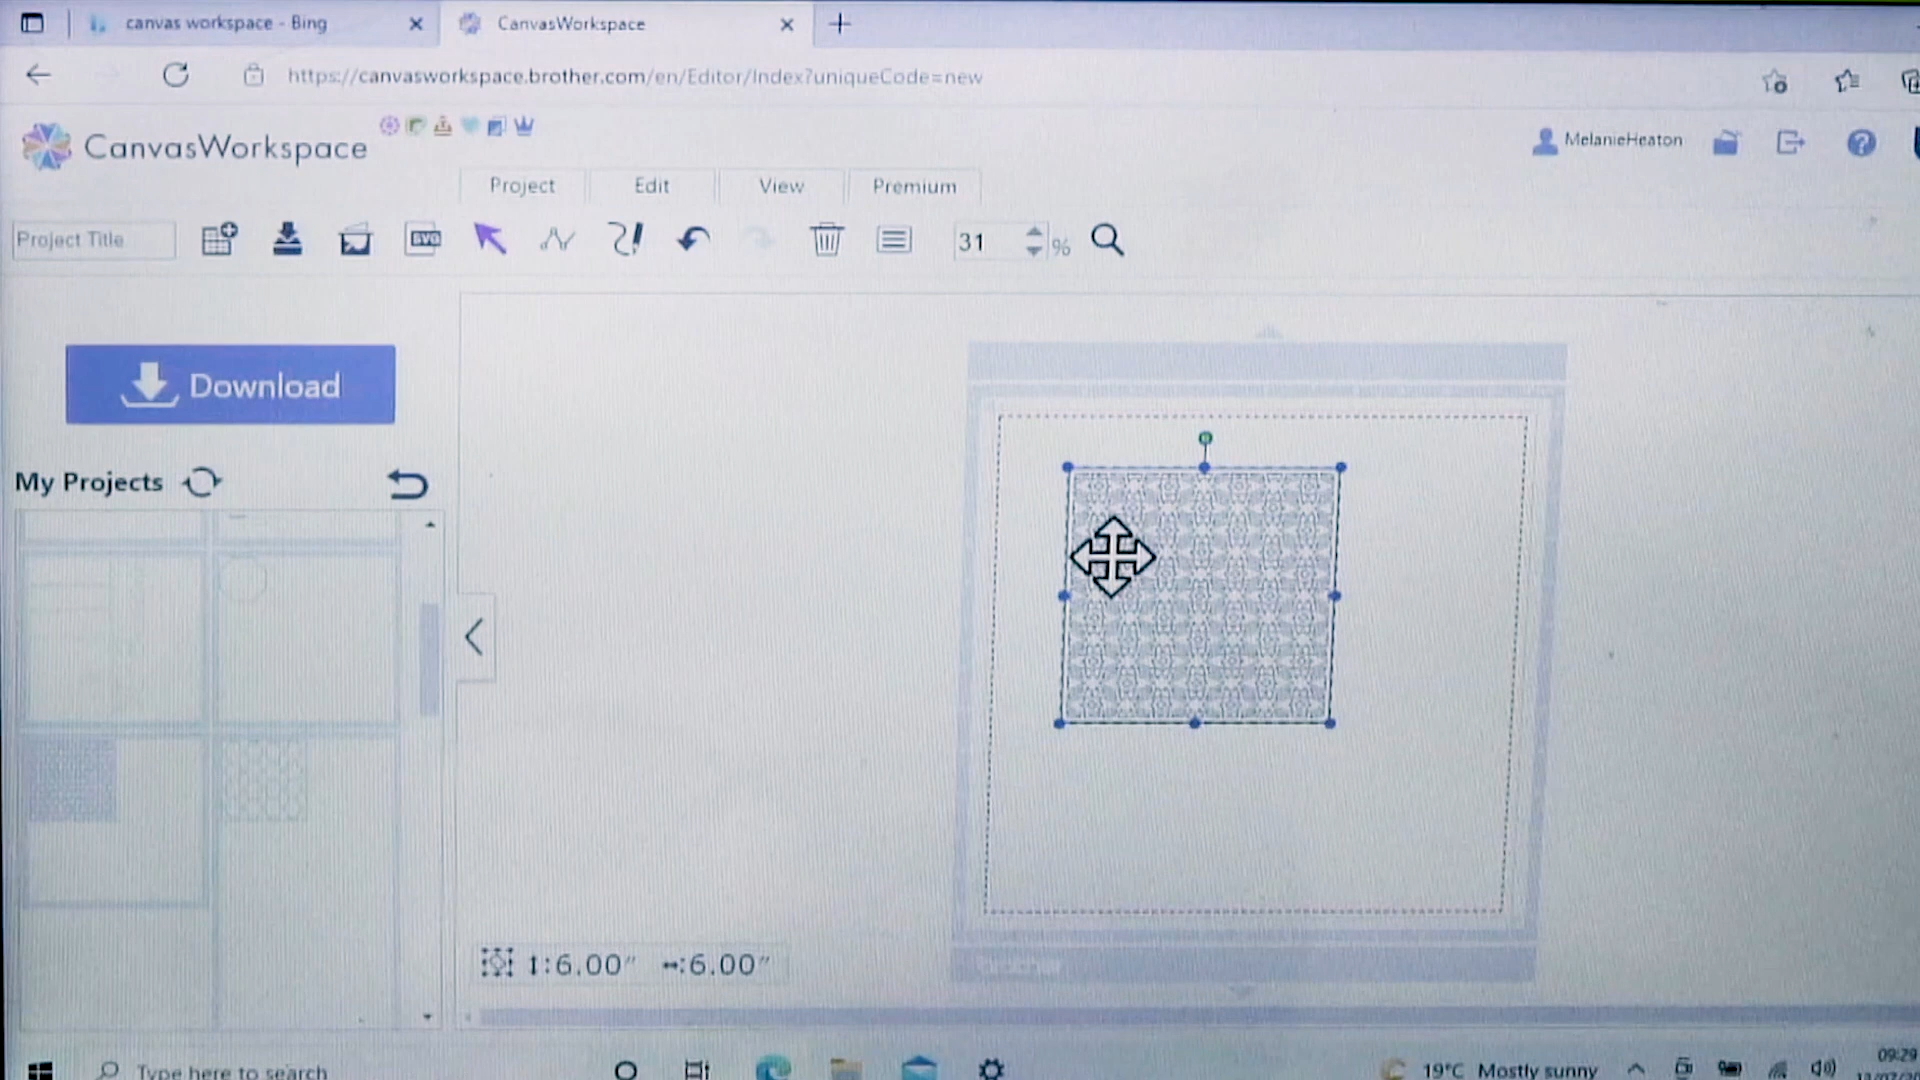 canvas workspace - Bing
CanvasWorkspace
https://canvasworkspace.brother.com/en/Editor/Index?uniqueCode=new
CanvasWorkspace
MelanieHeaton
Project
Edit
View
Premium
Project Title
SVG
31
%
Download
My Projects
1:6.00"
↔:6.00"
Type here to search
19°C Mostly sunny
09:29